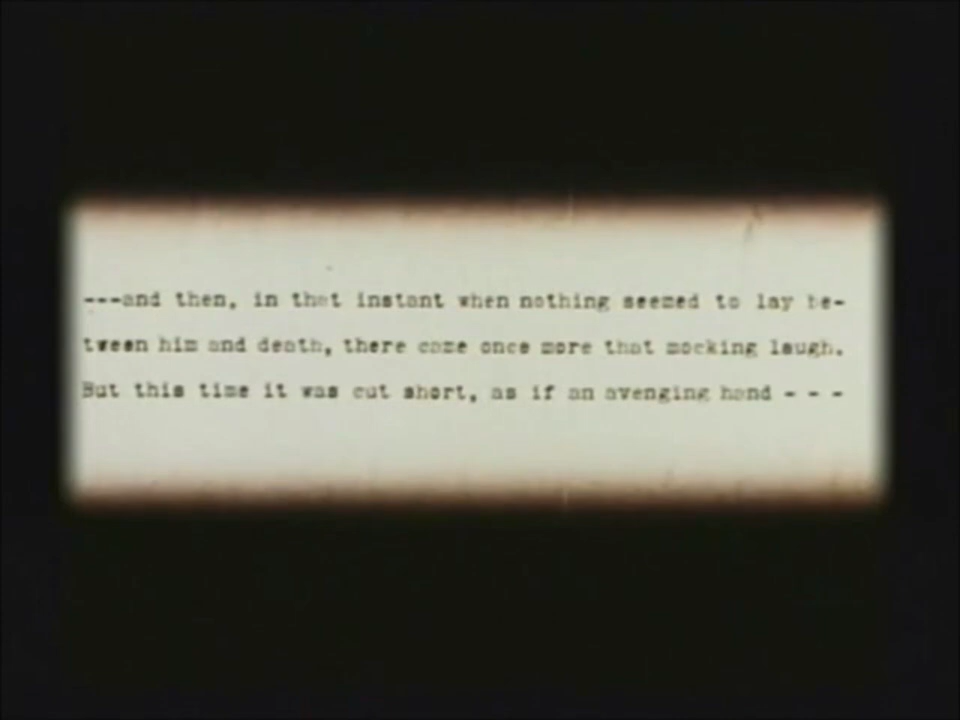 ---and then, in that instant when nothing seemed to lay be-
tween him and death, there came once more that mocking laugh.
But this time it was cut short, as if an avenging hand - - -